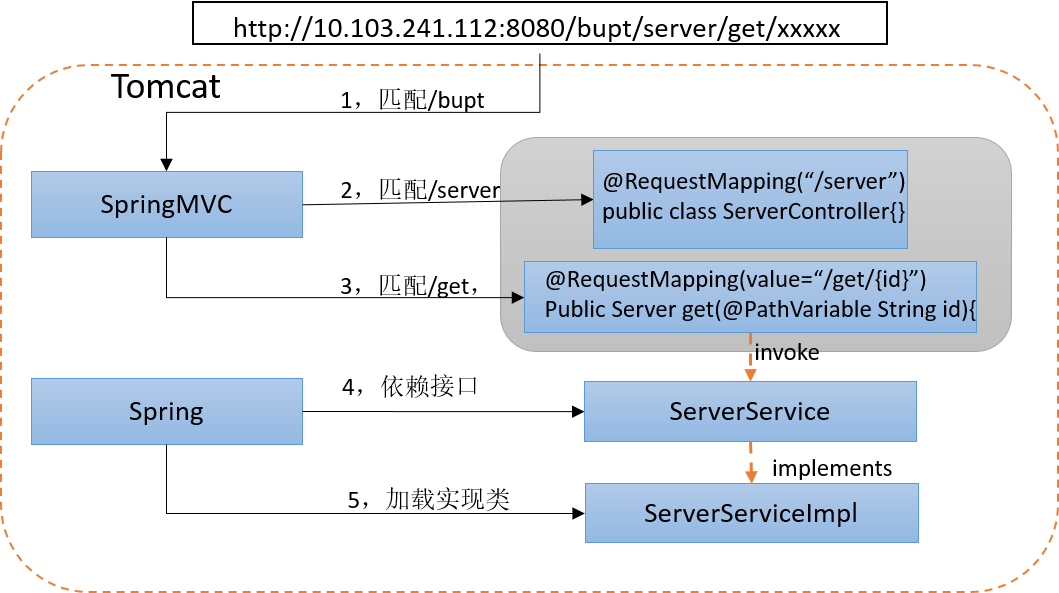 http://10.103.241.112:8080/bupt/server/get/xxxxx
Tomcat
1，匹配/bupt
SpringMVC
2，匹配/server
@RequestMapping(“/server”)
public class ServerController{}
3，匹配/get，
@RequestMapping(value=“/get/{id}”)
Public Server get(@PathVariable String id){
invoke
Spring
4，依赖接口
ServerService
implements
5，加载实现类
ServerServiceImpl